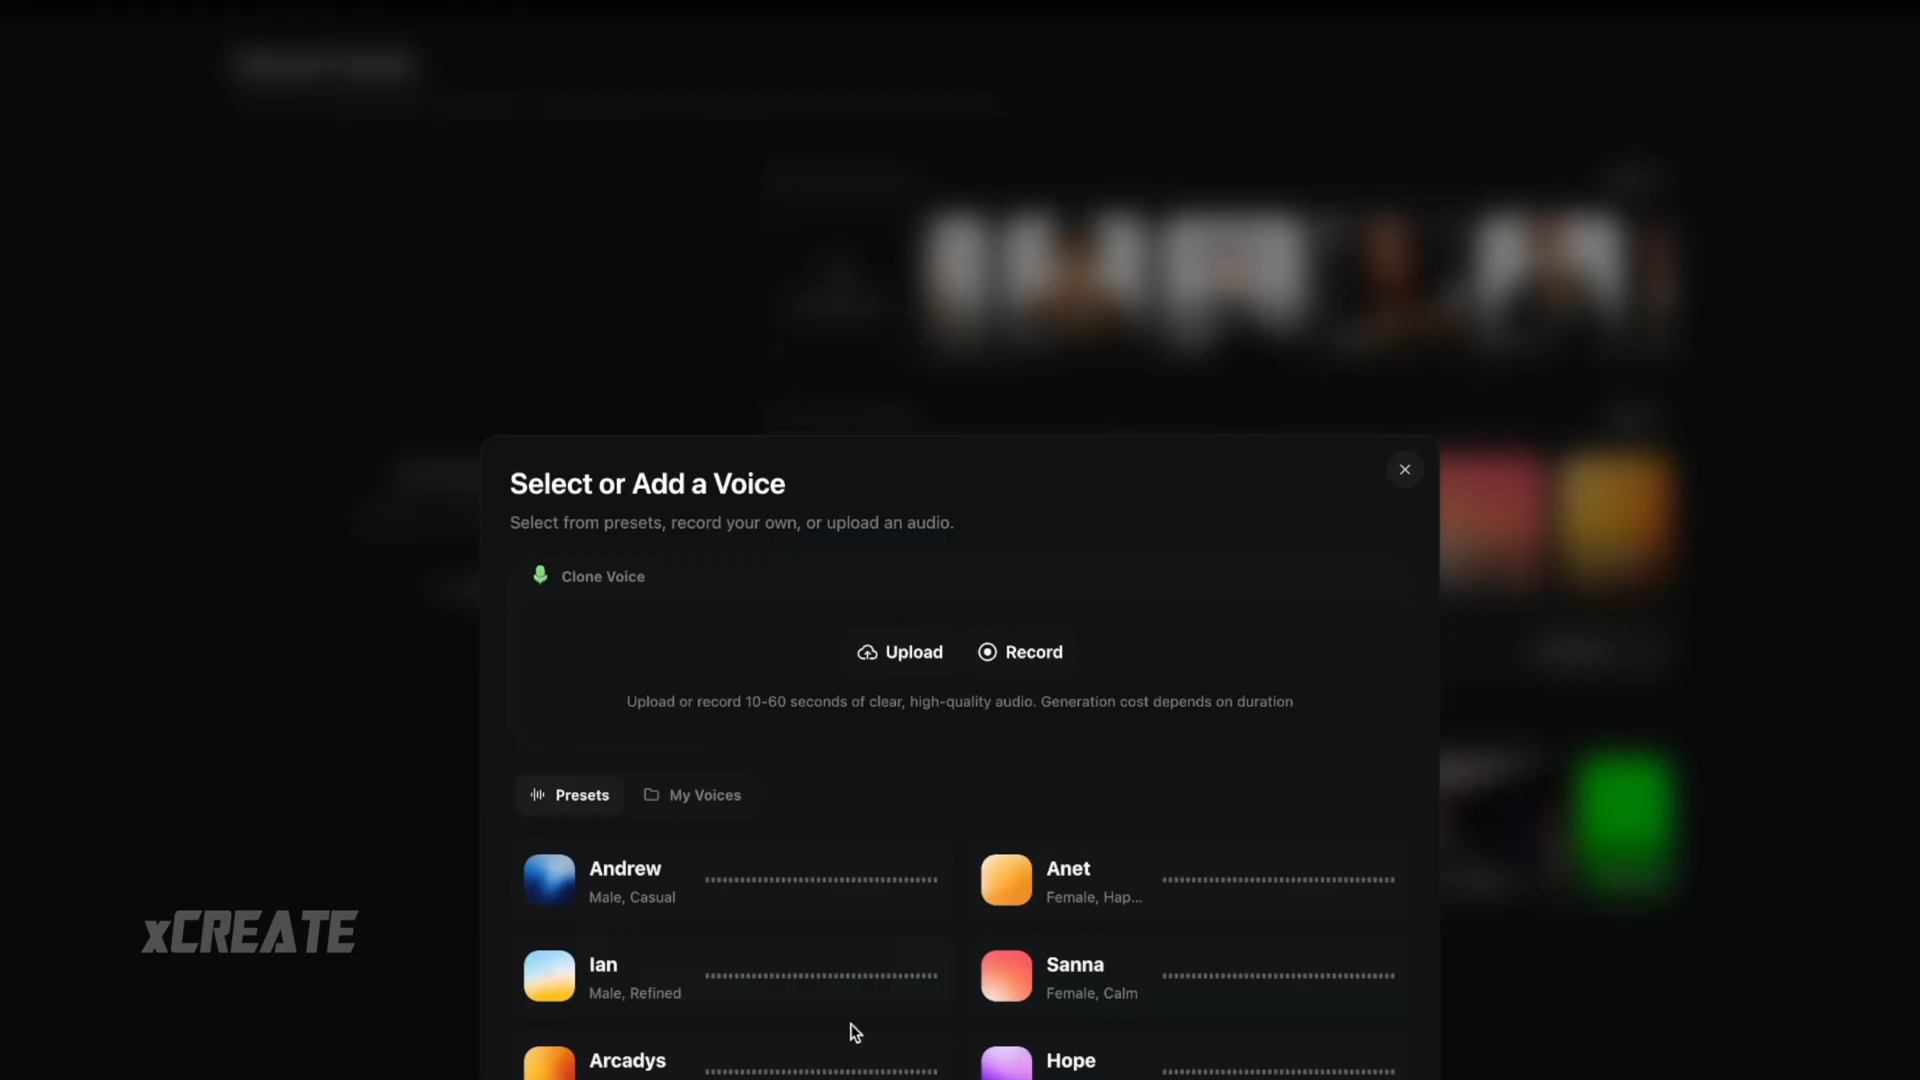 Select or Add a Voice
Select from presets, record your own, or upload an audio.
Clone Voice
Upload
Record
Upload or record 10-60 seconds of clear, high-quality audio. Generation cost depends on duration
Presets
My Voices
Andrew
Male, Casual
Anet
Female, Hap...
Ian
Male, Refined
Sanna
Female, Calm
Arcadys
Hope
xCREATE